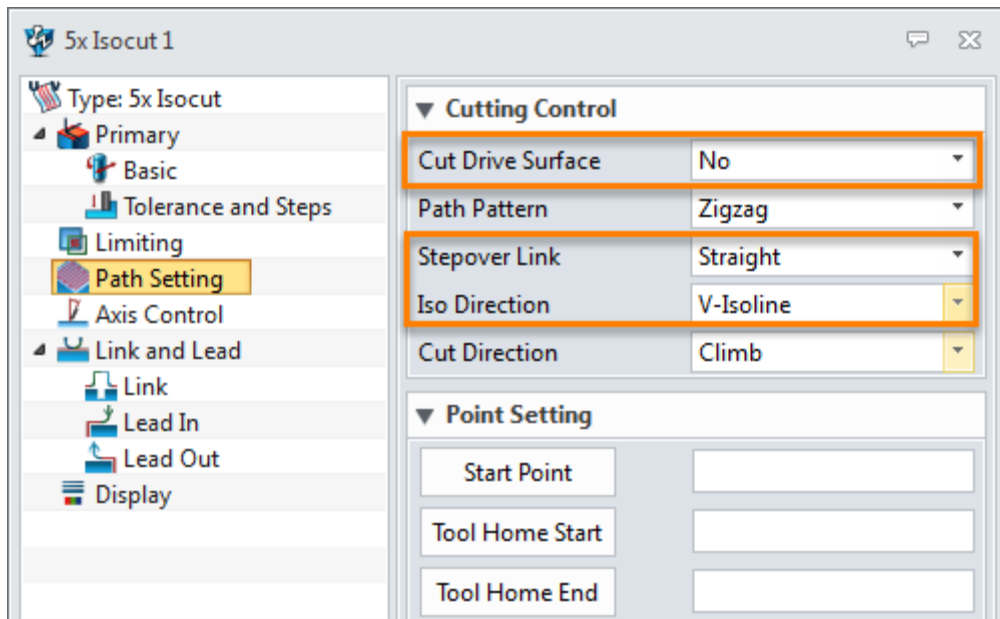 5x Isocut 1
Type: 5x Isocut
Primary
Basic
Tolerance and Steps
Limiting
Path Setting
Axis Control
Link and Lead
Link
Lead In
Lead Out
Display
Cutting Control
Cut Drive Surface No
Path Pattern Zigzag
Stepover Link Straight
Iso Direction V-Isoline
Cut Direction Climb
Point Setting
Start Point
Tool Home Start
Tool Home End